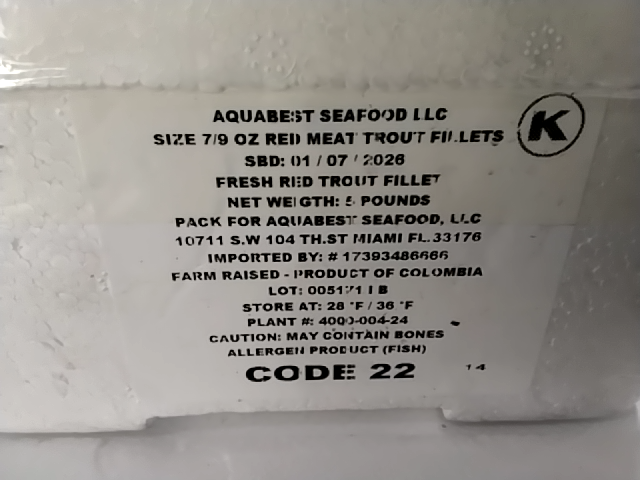 AQUABEST SEAFOOD LLC
SIZE 7/9 OZ RED MEAT TROUT FILLETS
K
SBD: 01 / 07 / 2026
FRESH RED TROUT FILLET
NET WEIGTH: 5 POUNDS
PACK FOR AQUABEST SEAFOOD, LLC
10711 S.W 104 TH.ST MIAMI FL.33176
IMPORTED BY: # 17393486666
FARM RAISED - PRODUCT OF COLOMBIA
LOT:
STORE AT: 28 °F / 36 °F
PLANT #: 4000-004-24
CAUTION: MAY CONTAIN BONES
ALLERGEN PRODUCT (FISH)
CODE 22
14